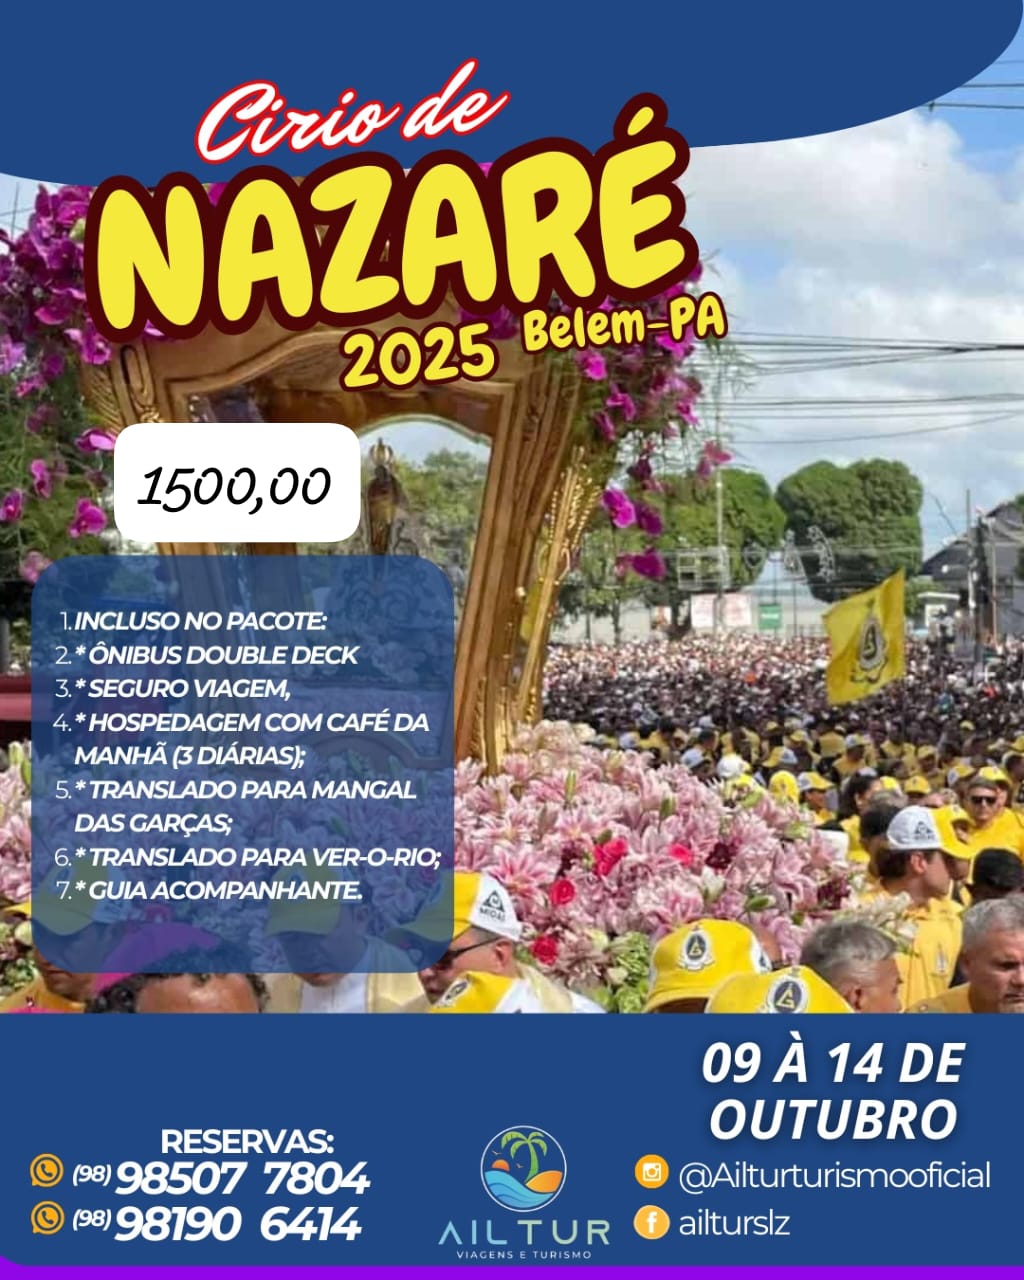 Cirio de
NAZARÉ
2025 Belem-PA
1500,00
1. INCLUSO NO PACOTE:
2. * ÔNIBUS DOUBLE DECK
3. * SEGURO VIAGEM,
4. * HOSPEDAGEM COM CAFÉ DA
MANHÃ (3 DIÁRIAS);
5. * TRANSLADO PARA MANGAL
DAS GARÇAS;
6. * TRANSLADO PARA VER-O-RIO;
7. * GUIA ACOMPANHANTE.
09 À 14 DE
OUTUBRO
RESERVAS:
(98) 98507 7804
(98) 98190 6414
AILTUR
VIAGENS E TURISMO
@Ailturturismooficial
ailturslz